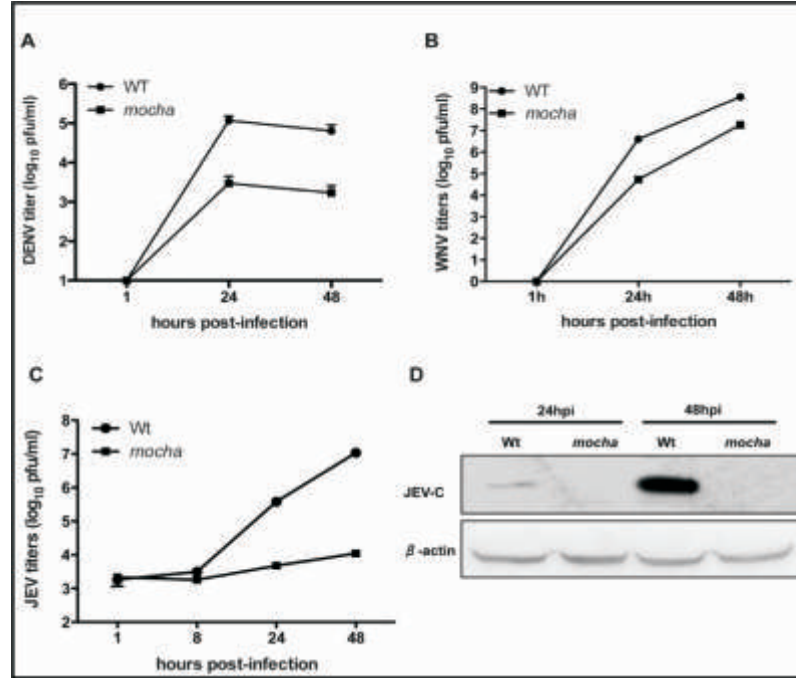 A
WT
mocha
DENV titer (log10 pfu/ml)
6
5
4
3
2
1
1 24 48
hours post-infection
B
WT
mocha
WNV titers (log10 pfu/ml)
9
8
7
6
5
4
3
2
1
0
1h 24h 48h
hours post-infection
C
Wt
mocha
JEV titers (log10 pfu/ml)
8
7
6
5
4
3
2
1 8 24 48
hours post-infection
D
24hpi 48hpi
Wt mocha Wt mocha
JEV-C
β-actin